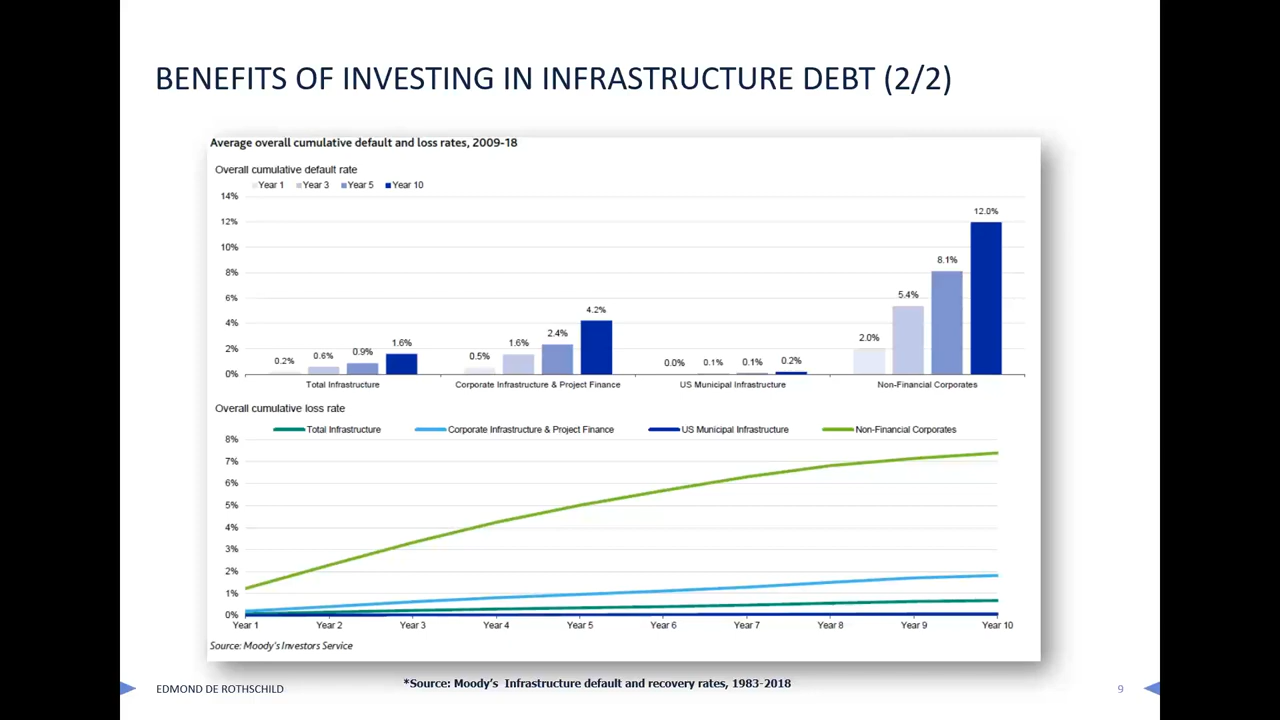 BENEFITS OF INVESTING IN INFRASTRUCTURE DEBT (2/2)
Average overall cumulative default and loss rates, 2009-18
Overall cumulative default rate
Year 1 Year 3 Year 5 Year 10
14%
12%
10%
8%
6%
4%
2%
0%
0.2% 0.6% 0.9% 1.6%
0.5% 1.6% 2.4% 4.2%
0.0% 0.1% 0.1% 0.2%
2.0% 5.4% 8.1% 12.0%
Total Infrastructure Corporate Infrastructure & Project Finance US Municipal Infrastructure Non-Financial Corporates
Overall cumulative loss rate
Total Infrastructure Corporate Infrastructure & Project Finance US Municipal Infrastructure Non-Financial Corporates
8%
7%
6%
5%
4%
3%
2%
1%
0%
Year 1 Year 2 Year 3 Year 4 Year 5 Year 6 Year 7 Year 8 Year 9 Year 10
Source: Moody's Investors Service
*Source: Moody's Infrastructure default and recovery rates, 1983-2018
EDMOND DE ROTHSCHILD
9